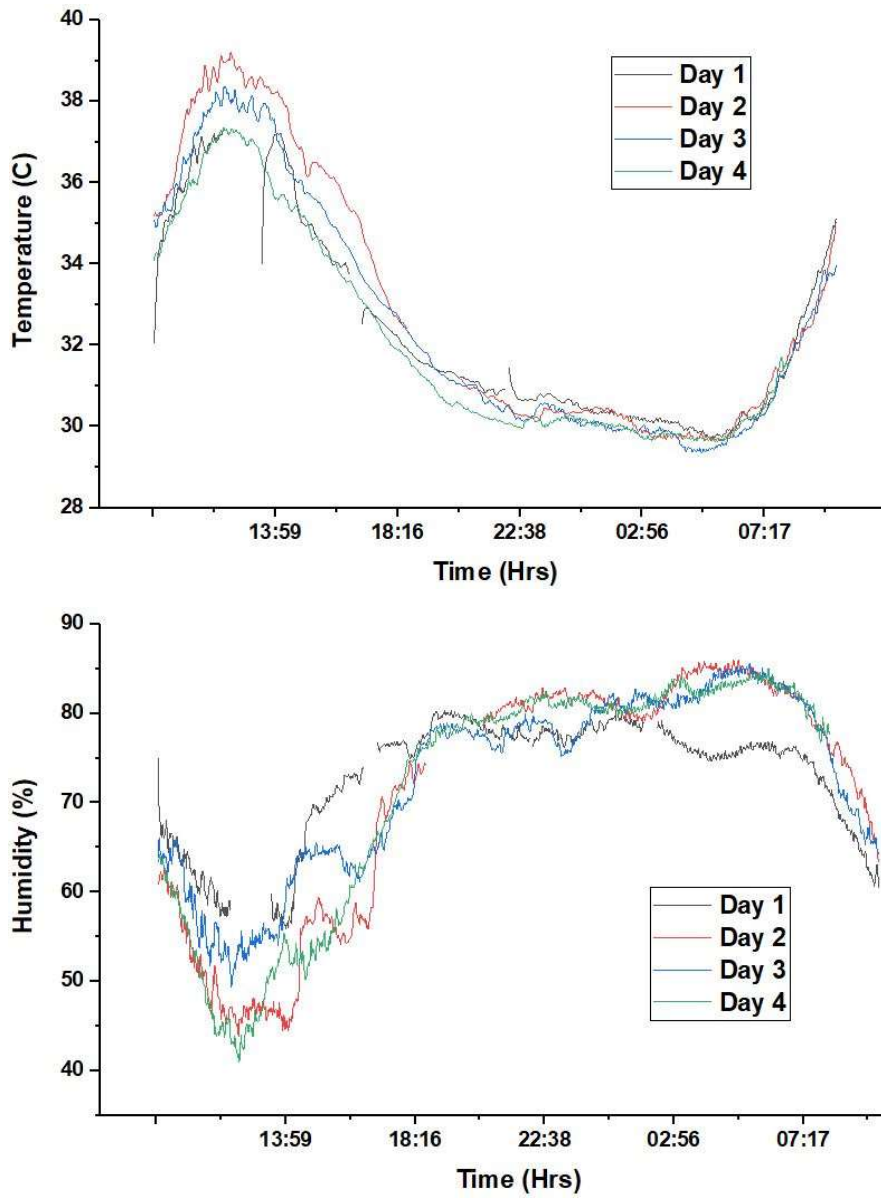 40
38
36
34
32
30
28
Temperature (C)
Day 1
Day 2
Day 3
Day 4
13:59
18:16
22:38
02:56
07:17
Time (Hrs)
90
80
70
60
50
40
Humidity (%)
Day 1
Day 2
Day 3
Day 4
13:59
18:16
22:38
02:56
07:17
Time (Hrs)